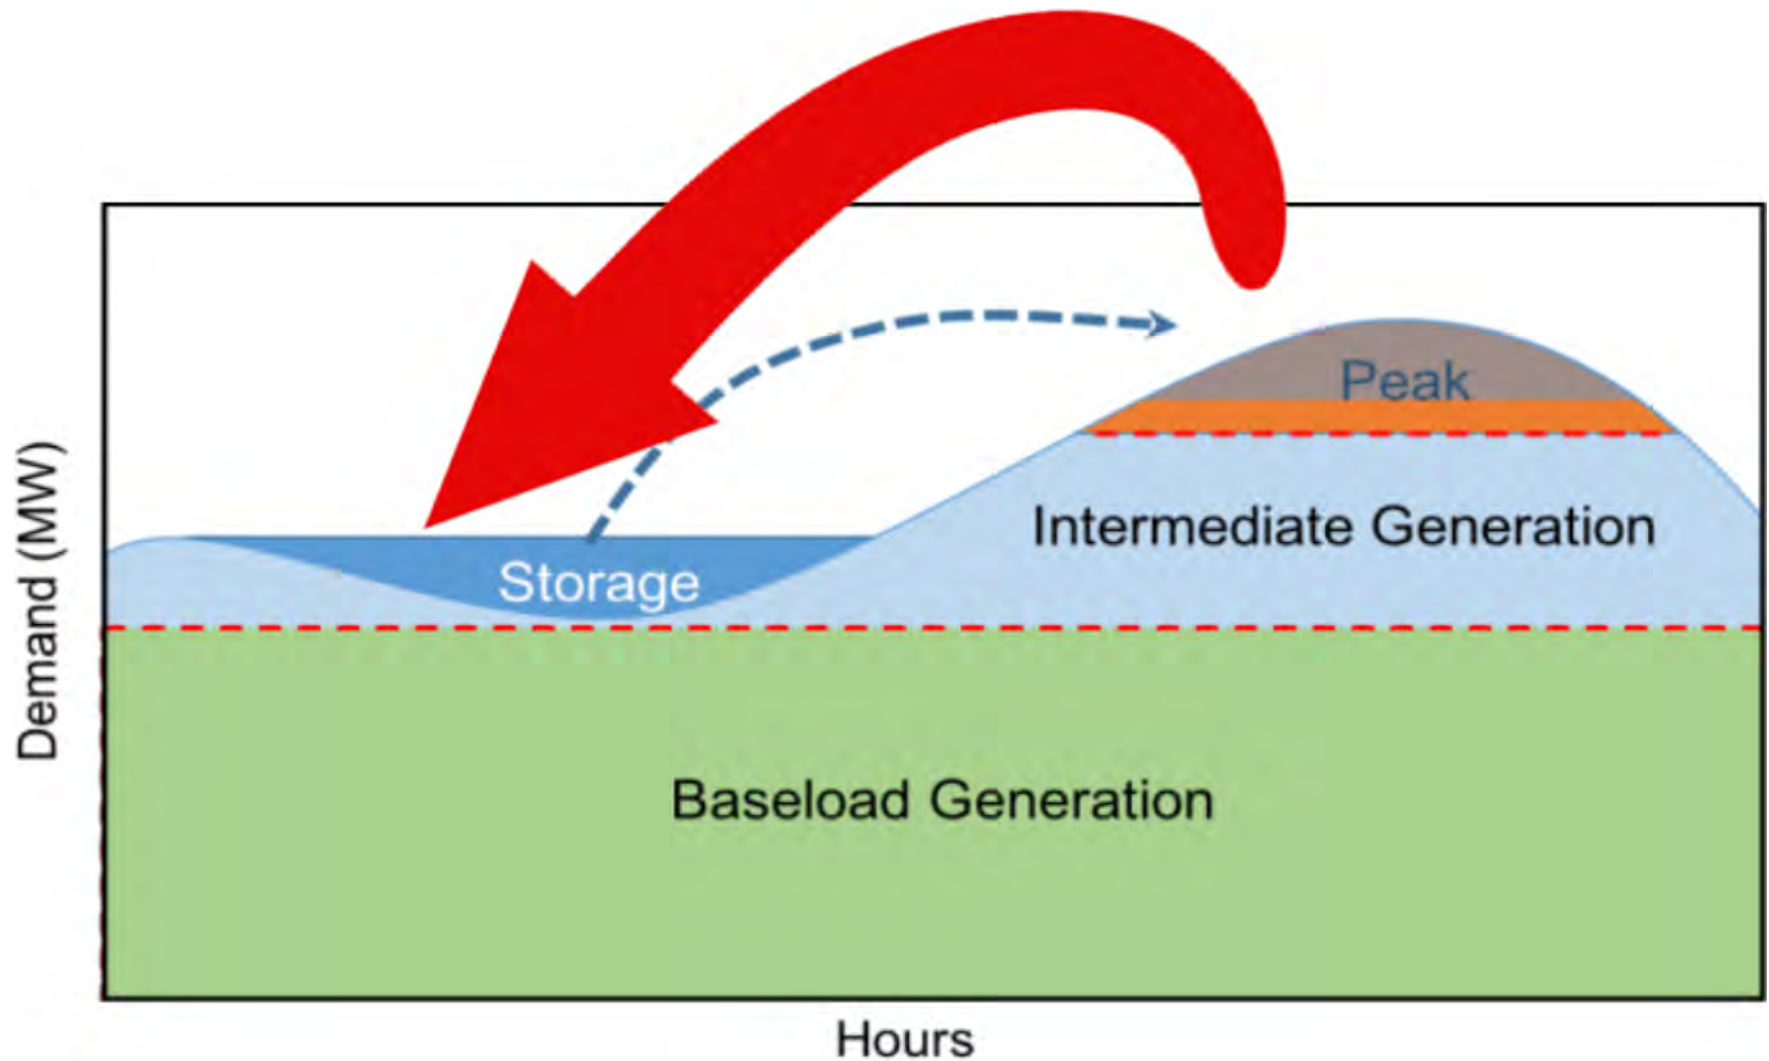 Peak
Intermediate Generation
Storage
Baseload Generation
Demand (MW)
Hours